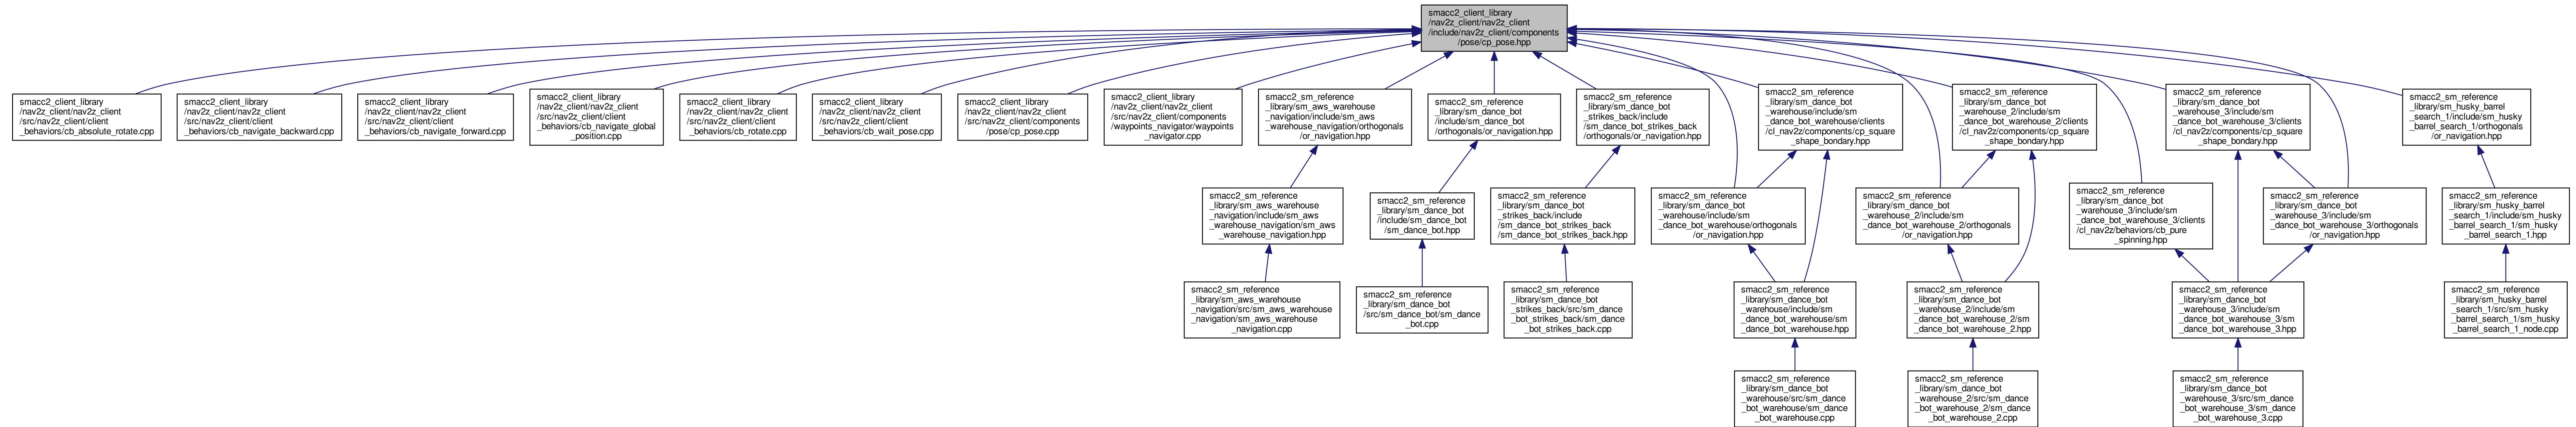 smacc2_client_library
/nav2z_client/nav2z_client
/include/nav2z_client/components
/pose/cp_pose.hpp
smacc2_client_library
/nav2z_client/nav2z_client
/src/nav2z_client/client
_behaviors/cb_absolute_rotate.cpp
smacc2_client_library
/nav2z_client/nav2z_client
/src/nav2z_client/client
_behaviors/cb_navigate_backward.cpp
smacc2_client_library
/nav2z_client/nav2z_client
/src/nav2z_client/client
_behaviors/cb_navigate_forward.cpp
smacc2_client_library
/nav2z_client/nav2z_client
/src/nav2z_client/client
_behaviors/cb_navigate_global
_position.cpp
smacc2_client_library
/nav2z_client/nav2z_client
/src/nav2z_client/client
_behaviors/cb_rotate.cpp
smacc2_client_library
/nav2z_client/nav2z_client
/src/nav2z_client/client
_behaviors/cb_wait_pose.cpp
smacc2_client_library
/nav2z_client/nav2z_client
/src/nav2z_client/components
/pose/cp_pose.cpp
smacc2_client_library
/nav2z_client/nav2z_client
/src/nav2z_client/components
/waypoints_navigator/waypoints
_navigator.cpp
smacc2_sm_reference
_library/sm_aws_warehouse
_navigation/include/sm_aws
_warehouse_navigation/orthogonals
/or_navigation.hpp
smacc2_sm_reference
_library/sm_dance_bot
/include/sm_dance_bot
/orthogonals/or_navigation.hpp
smacc2_sm_reference
_library/sm_dance_bot
_strikes_back/include
/sm_dance_bot_strikes_back
/orthogonals/or_navigation.hpp
smacc2_sm_reference
_library/sm_dance_bot
_warehouse/include/sm
_dance_bot_warehouse/clients
/cl_nav2z/components/cp_square
_shape_bondary.hpp
smacc2_sm_reference
_library/sm_dance_bot
_warehouse_2/include/sm
_dance_bot_warehouse_2/clients
/cl_nav2z/components/cp_square
_shape_bondary.hpp
smacc2_sm_reference
_library/sm_dance_bot
_warehouse_3/include/sm
_dance_bot_warehouse_3/clients
/cl_nav2z/components/cp_square
_shape_bondary.hpp
smacc2_sm_reference
_library/sm_husky_barrel
_search_1/include/sm_husky
_barrel_search_1/orthogonals
/or_navigation.hpp
smacc2_sm_reference
_library/sm_aws_warehouse
_navigation/include/sm_aws
_warehouse_navigation/sm_aws
_warehouse_navigation.hpp
smacc2_sm_reference
_library/sm_dance_bot
/include/sm_dance_bot
/sm_dance_bot.hpp
smacc2_sm_reference
_library/sm_dance_bot
_strikes_back/include
/sm_dance_bot_strikes_back
/sm_dance_bot_strikes_back.hpp
smacc2_sm_reference
_library/sm_dance_bot
_warehouse/include/sm
_dance_bot_warehouse/orthogonals
/or_navigation.hpp
smacc2_sm_reference
_library/sm_dance_bot
_warehouse_2/include/sm
_dance_bot_warehouse_2/orthogonals
/or_navigation.hpp
smacc2_sm_reference
_library/sm_dance_bot
_warehouse_3/include/sm
_dance_bot_warehouse_3/clients
/cl_nav2z/behaviors/cb_pure
_spinning.hpp
smacc2_sm_reference
_library/sm_dance_bot
_warehouse_3/include/sm
_dance_bot_warehouse_3/orthogonals
/or_navigation.hpp
smacc2_sm_reference
_library/sm_husky_barrel
_search_1/include/sm_husky
_barrel_search_1/sm_husky
_barrel_search_1.hpp
smacc2_sm_reference
_library/sm_aws_warehouse
_navigation/src/sm_aws_warehouse
_navigation/sm_aws_warehouse
_navigation.cpp
smacc2_sm_reference
_library/sm_dance_bot
/src/sm_dance_bot/sm_dance
_bot.cpp
smacc2_sm_reference
_library/sm_dance_bot
_strikes_back/src/sm_dance
_bot_strikes_back/sm_dance
_bot_strikes_back.cpp
smacc2_sm_reference
_library/sm_dance_bot
_warehouse/include/sm
_dance_bot_warehouse/sm
_dance_bot_warehouse.hpp
smacc2_sm_reference
_library/sm_dance_bot
_warehouse_2/include/sm
_dance_bot_warehouse_2/sm
_dance_bot_warehouse_2.hpp
smacc2_sm_reference
_library/sm_dance_bot
_warehouse_3/include/sm
_dance_bot_warehouse_3/sm
_dance_bot_warehouse_3.hpp
smacc2_sm_reference
_library/sm_husky_barrel
_search_1/src/sm_husky
_barrel_search_1/sm_husky
_barrel_search_1_node.cpp
smacc2_sm_reference
_library/sm_dance_bot
_warehouse/src/sm_dance
_bot_warehouse/sm_dance
_bot_warehouse.cpp
smacc2_sm_reference
_library/sm_dance_bot
_warehouse_2/src/sm_dance
_bot_warehouse_2/sm_dance
_bot_warehouse_2.cpp
smacc2_sm_reference
_library/sm_dance_bot
_warehouse_3/src/sm_dance
_bot_warehouse_3/sm_dance
_bot_warehouse_3.cpp